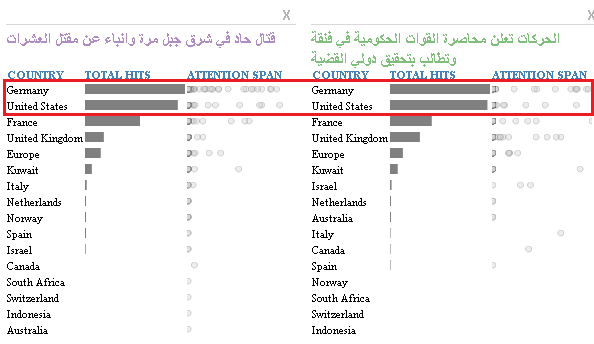 X
قتال حاد في شرق جبل مرة وانباء عن مقتل العشرات
COUNTRY TOTAL HITS ATTENTION SPAN
Germany
United States
France
United Kingdom
Europe
Kuwait
Italy
Netherlands
Norway
Spain
Israel
Canada
South Africa
Switzerland
Indonesia
Australia
X
الحركات تعلن محاصرة القوات الحكومية في فنقة
وتطالب بتحقيق دولي القضية
COUNTRY TOTAL HITS ATTENTION SPAN
Germany
United States
France
United Kingdom
Europe
Kuwait
Israel
Netherlands
Australia
Italy
Canada
Spain
Norway
South Africa
Switzerland
Indonesia